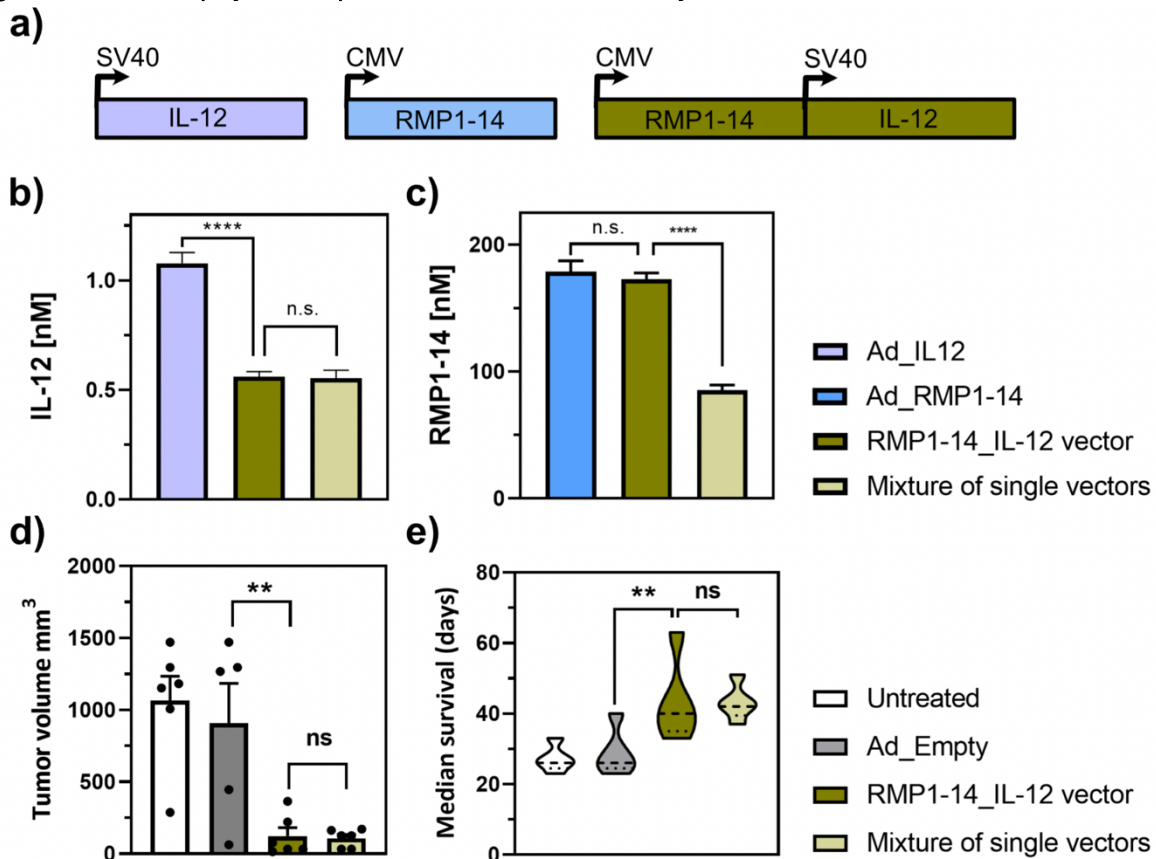 a)
SV40
CMV
CMV
SV40
IL-12
RMP1-14
RMP1-14
IL-12
b)
IL-12 [nM]
1.0
0.5
0.0
****
n.s.
c)
RMP1-14 [nM]
200
100
0
n.s.
****
Ad_IL12
Ad_RMP1-14
RMP1-14_IL-12 vector
Mixture of single vectors
d)
Tumor volume mm3
2000
1500
1000
500
0
**
ns
e)
Median survival (days)
80
60
40
20
0
**
ns
Untreated
Ad_Empty
RMP1-14_IL-12 vector
Mixture of single vectors